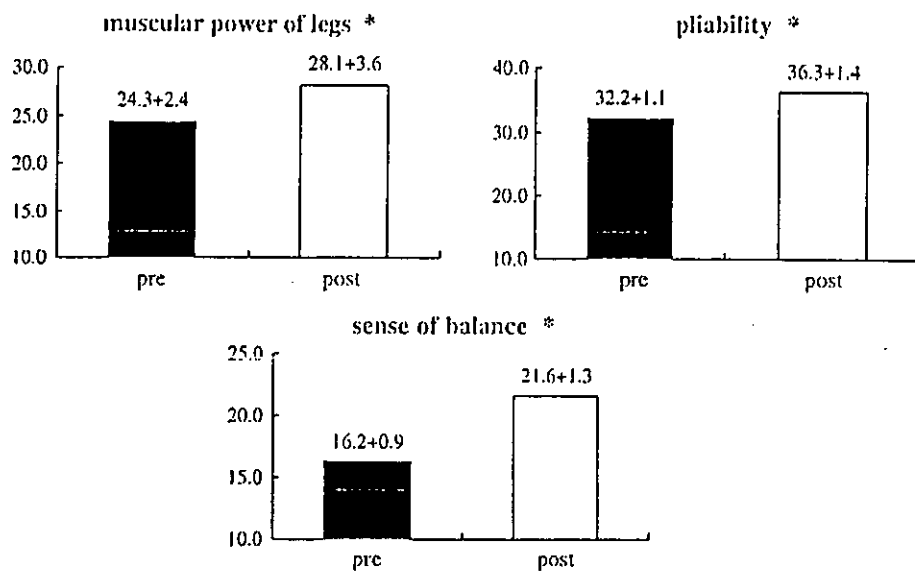 muscular power of legs *
30.0
25.0
20.0
15.0
10.0
24.3+2.4
28.1+3.6
pre
post
pliability *
40.0
30.0
20.0
10.0
32.2+1.1
36.3+1.4
pre
post
sense of balance *
25.0
20.0
15.0
10.0
16.2+0.9
21.6+1.3
pre
post